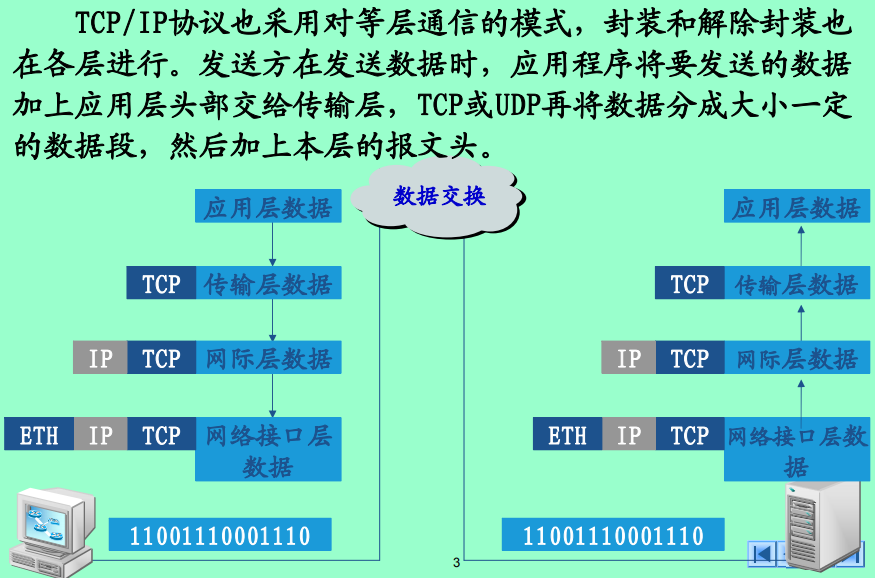 TCP/IP协议也采用对等层通信的模式，封装和解除封装也
在各层进行。发送方在发送数据时，应用程序将要发送的数据
加上应用层头部交给传输层，TCP或UDP再将数据分成大小一定
的数据段，然后加上本层的报文头。
数据交换
应用层数据
应用层数据
TCP 传输层数据
TCP 传输层数据
IP TCP 网际层数据
IP TCP 网际层数据
ETH IP TCP 网络接口层
数据
ETH IP TCP 网络接口层数
据
11001110001110
11001110001110
3